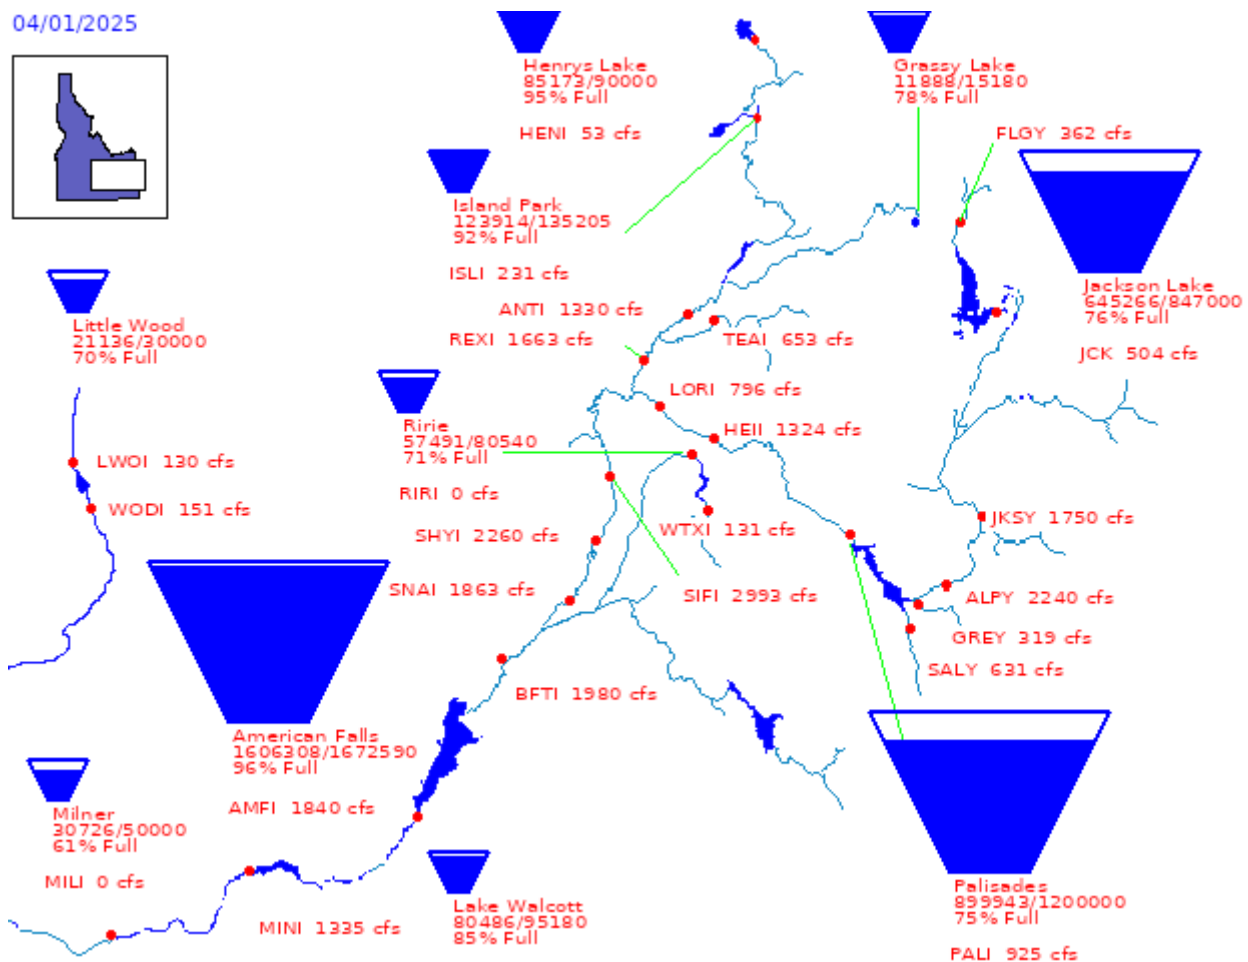 04/01/2025
Henrys Lake
85173/90000
95% Full
HENI 53 cfs
Grassy Lake
11888/15180
78% Full
FLGY 362 cfs
Island Park
123914/135205
92% Full
ISLI 231 cfs
Jackson Lake
645266/847000
76% Full
JCK 504 cfs
Little Wood
21136/30000
70% Full
ANTI 1330 cfs
REXI 1663 cfs
TEAI 653 cfs
LORI 796 cfs
HEII 1324 cfs
Ririe
57491/80540
71% Full
RIRI 0 cfs
LWOI 130 cfs
WODI 151 cfs
SHYI 2260 cfs
WTXI 131 cfs
JKSY 1750 cfs
SNAI 1863 cfs
SIFI 2993 cfs
ALPY 2240 cfs
GREY 319 cfs
SALY 631 cfs
BFTI 1980 cfs
American Falls
1606308/1672590
96% Full
AMFI 1840 cfs
Milner
30726/50000
61% Full
MILI 0 cfs
MINI 1335 cfs
Lake Walcott
80486/95180
85% Full
Palisades
899943/1200000
75% Full
PALI 925 cfs